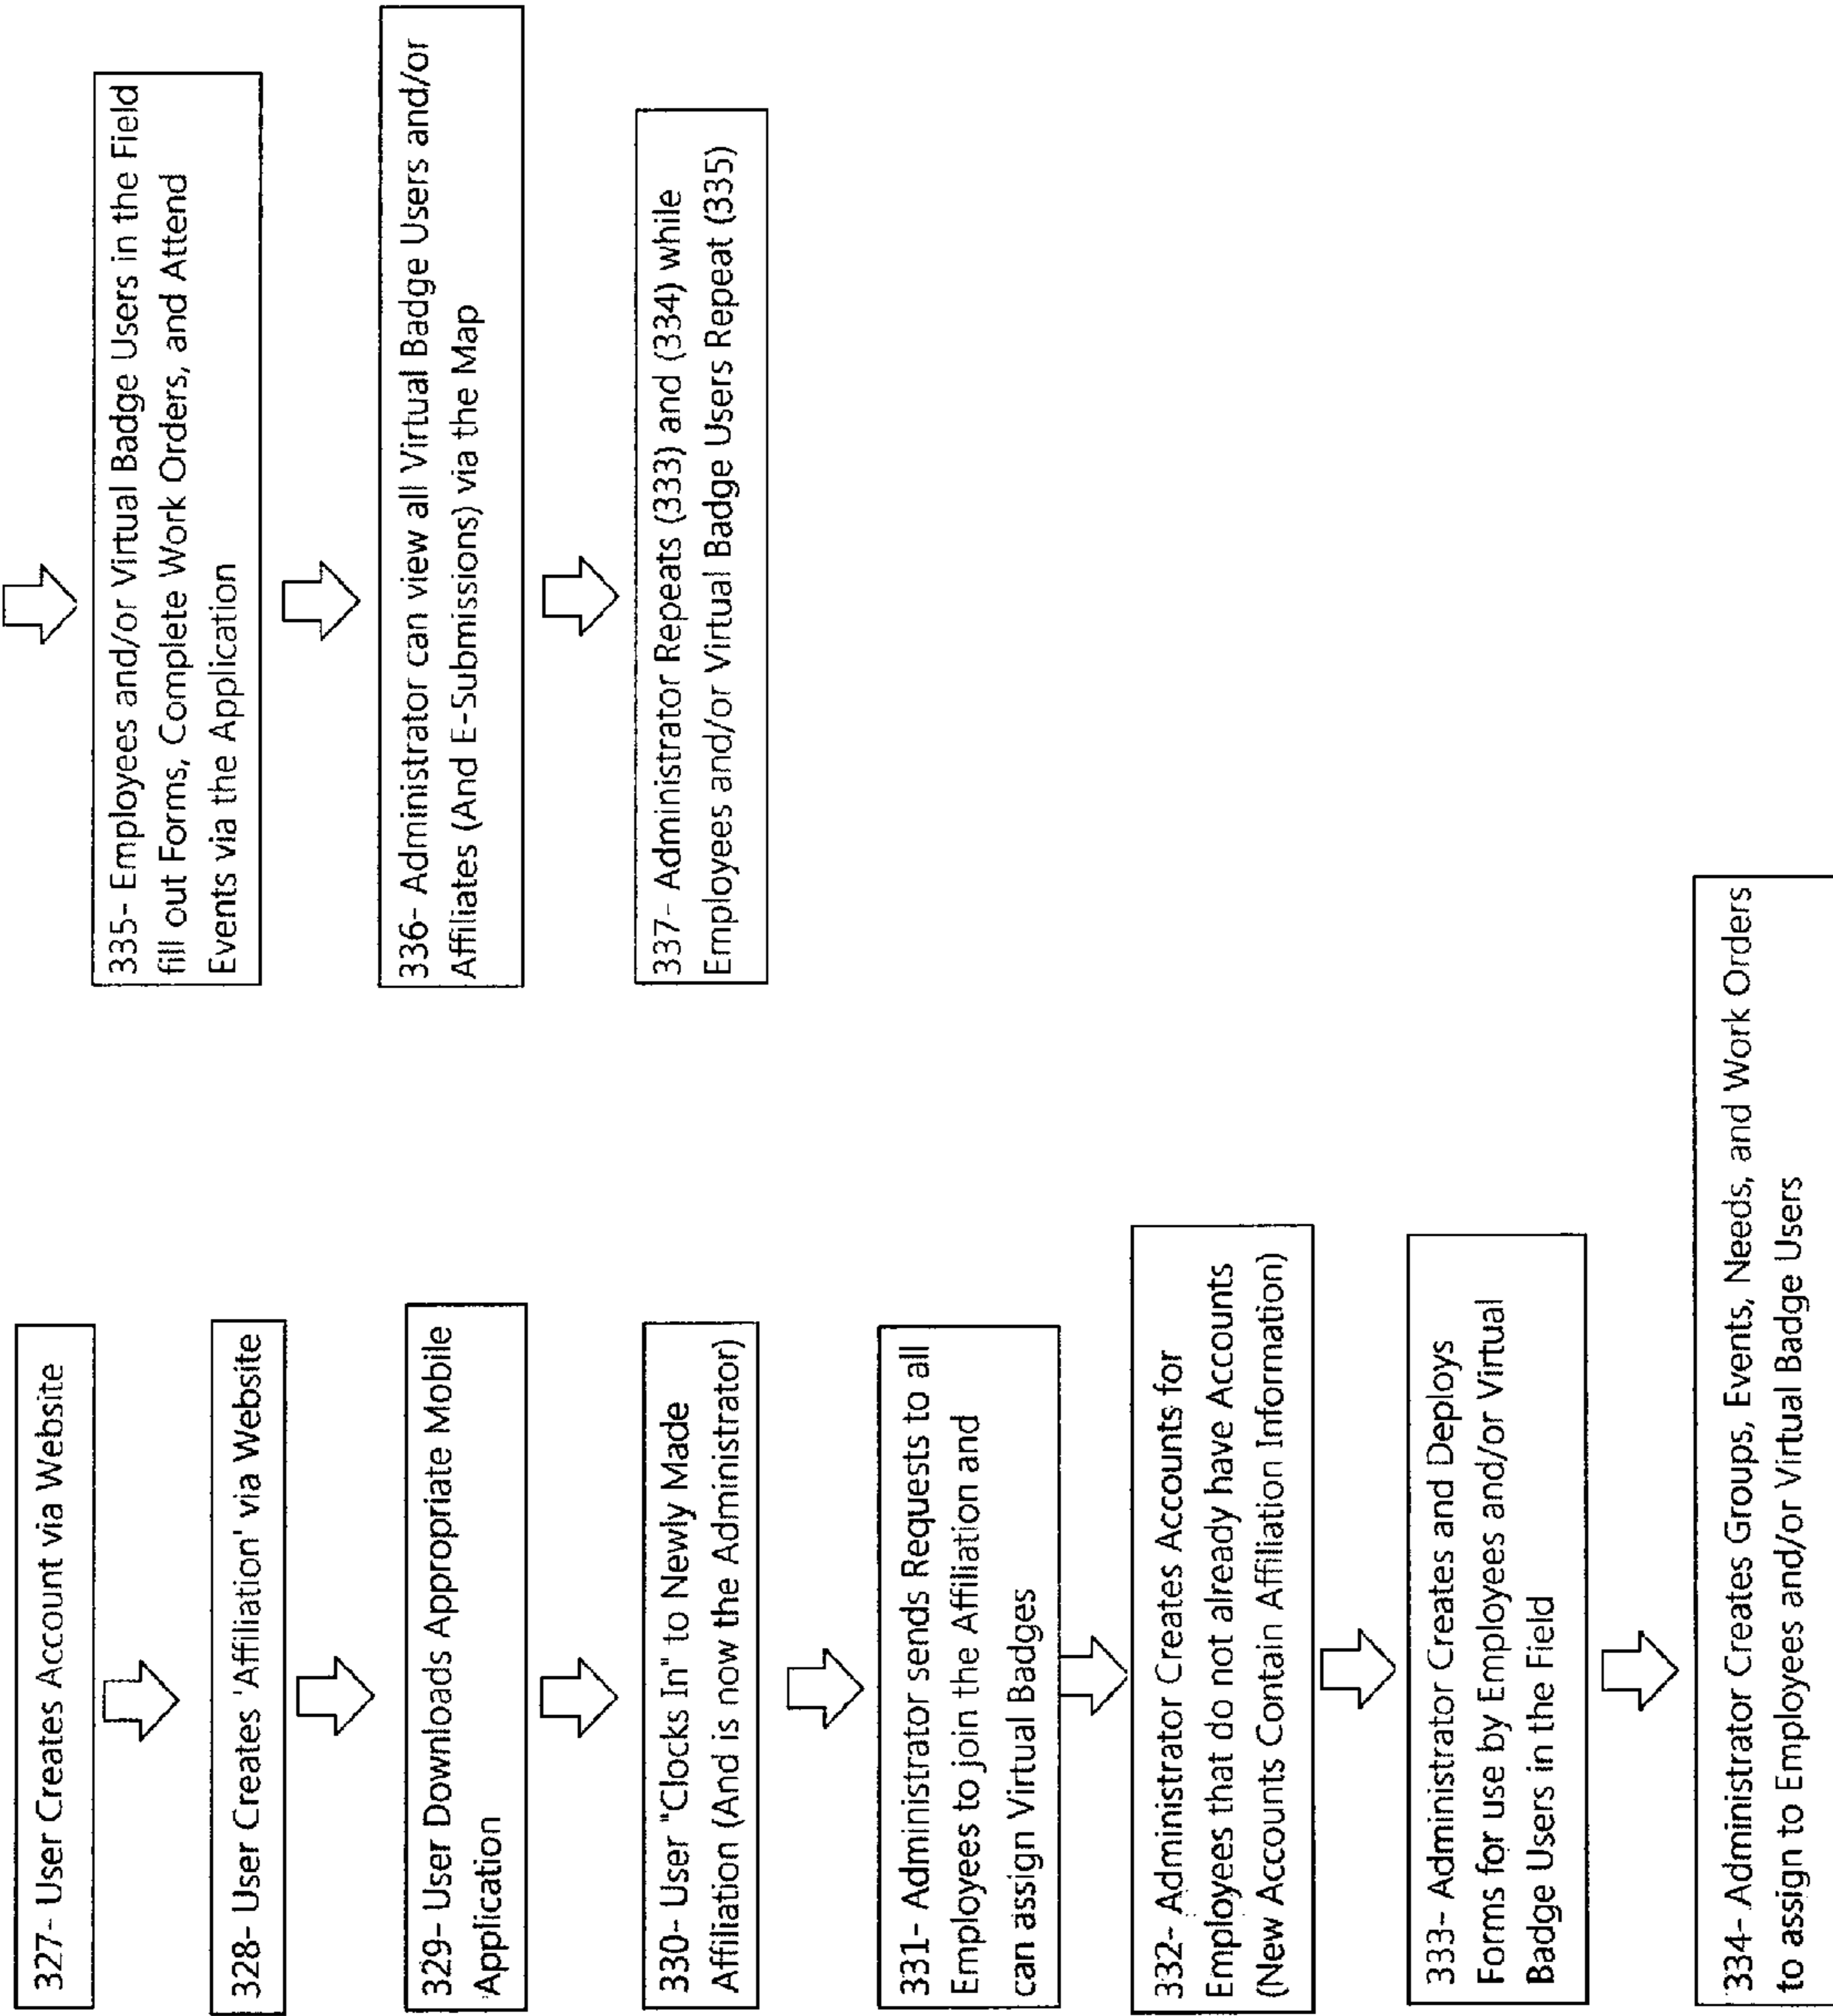 327- User Creates Account via Website
328- User Creates 'Affiliation' via Website
329- User Downloads Appropriate Mobile
Application
330- User "Clocks In" to Newly Made
Affiliation (And is now the Administrator)
331- Administrator sends Requests to all
Employees to join the Affiliation and
can assign Virtual Badges
332- Administrator Creates Accounts for
Employees that do not already have Accounts
(New Accounts Contain Affiliation Information)
333- Administrator Creates and Deploys
Forms for use by Employees and/or Virtual
Badge Users in the Field
334- Administrator Creates Groups, Events, Needs, and Work Orders
to assign to Employees and/or Virtual Badge Users
335- Employees and/or Virtual Badge Users in the Field
fill out Forms, Complete Work Orders, and Attend
Events via the Application
336- Administrator can view all Virtual Badge Users and/or
Affiliates (And E-Submissions) via the Map
337- Administrator Repeats (333) and (334) while
Employees and/or Virtual Badge Users Repeat (335)